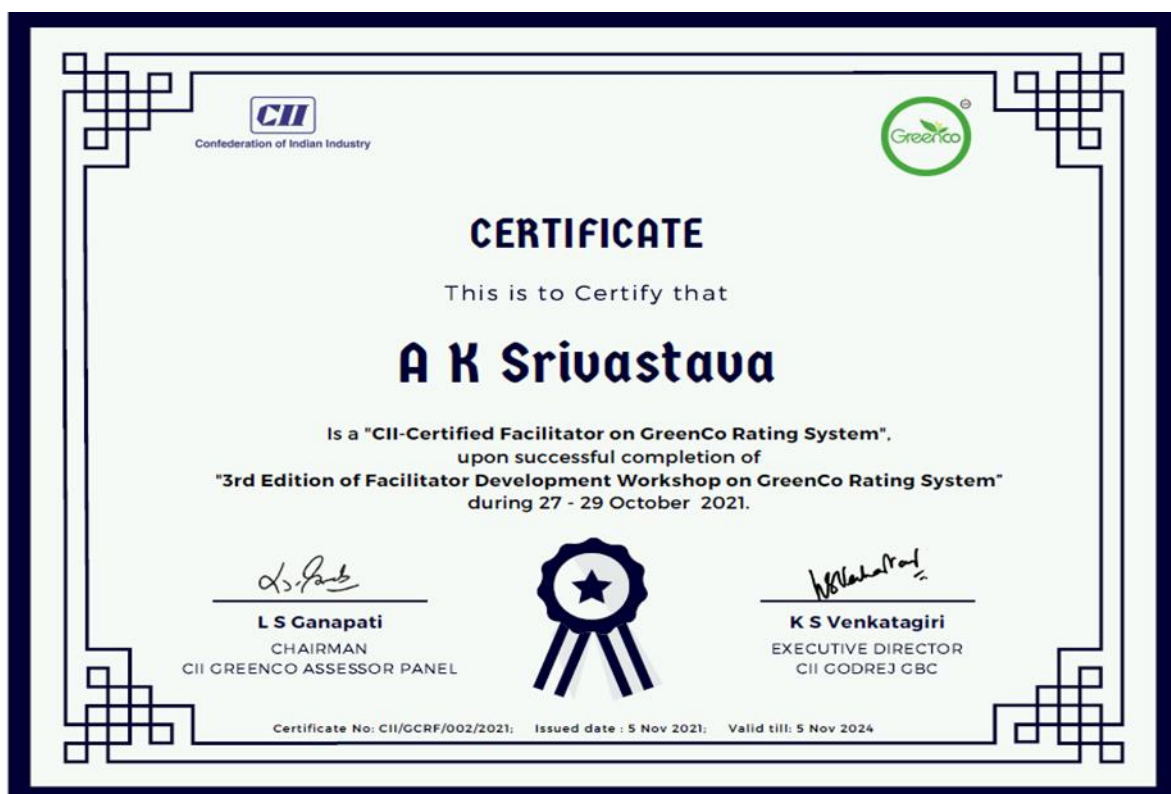 CII
Confederation of Indian Industry
GreenCo
CERTIFICATE
This is to Certify that
A K Srivastava
Is a "CII-Certified Facilitator on GreenCo Rating System",
upon successful completion of
"3rd Edition of Facilitator Development Workshop on GreenCo Rating System"
during 27 - 29 October 2021.
L S Ganapati
CHAIRMAN
CII GREENCO ASSESSOR PANEL
K S Venkatagiri
EXECUTIVE DIRECTOR
CII GODREJ GBC
Certificate No: CII/GCRF/002/2021; Issued date : 5 Nov 2021; Valid till: 5 Nov 2024